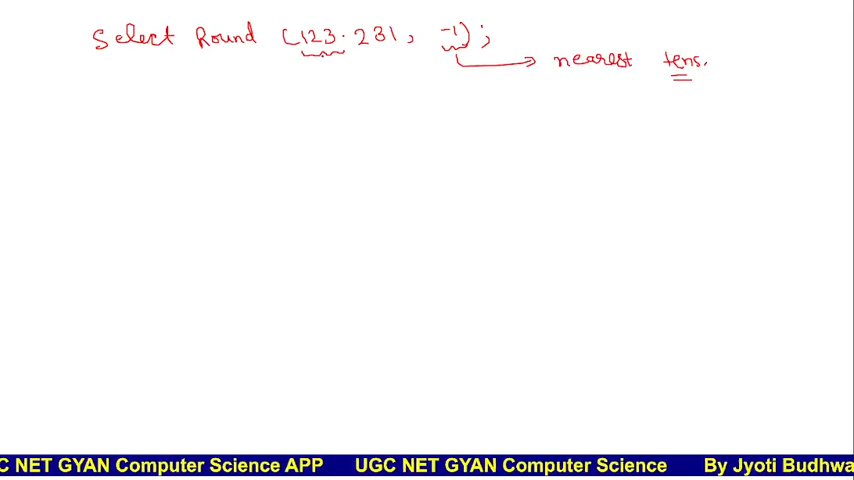 Select Round (123.231, -1);
nearest tens.
C NET GYAN Computer Science APP UGC NET GYAN Computer Science By Jyoti Budhwa